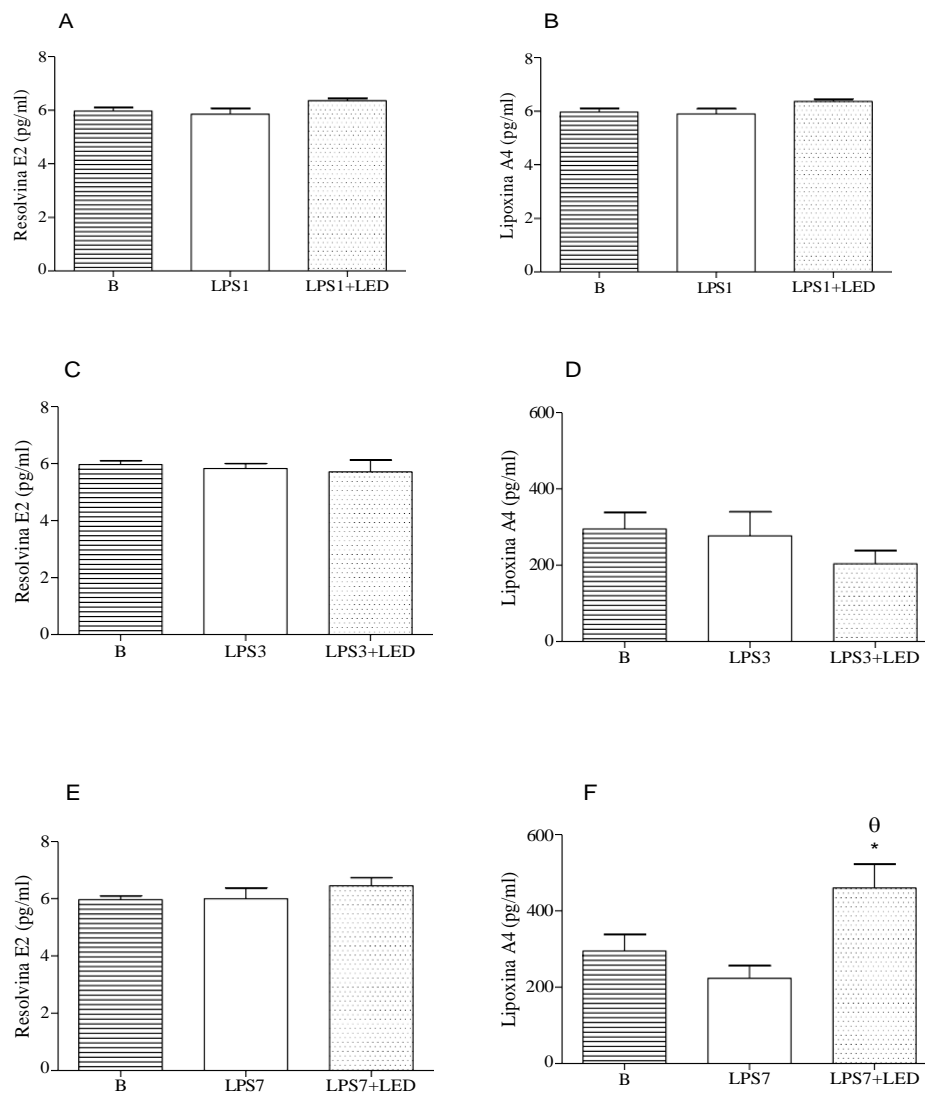 A
Resolvina E2 (pg/ml)
8
6
4
2
0
B LPS1 LPS1+LED
B
Lipoxina A4 (pg/ml)
8
6
4
2
0
B LPS1 LPS1+LED
C
Resolvina E2 (pg/ml)
8
6
4
2
0
B LPS3 LPS3+LED
D
Lipoxina A4 (pg/ml)
600
400
200
0
B LPS3 LPS3+LED
E
Resolvina E2 (pg/ml)
8
6
4
2
0
B LPS7 LPS7+LED
F
Lipoxina A4 (pg/ml)
600
400
200
0
θ
*
B LPS7 LPS7+LED